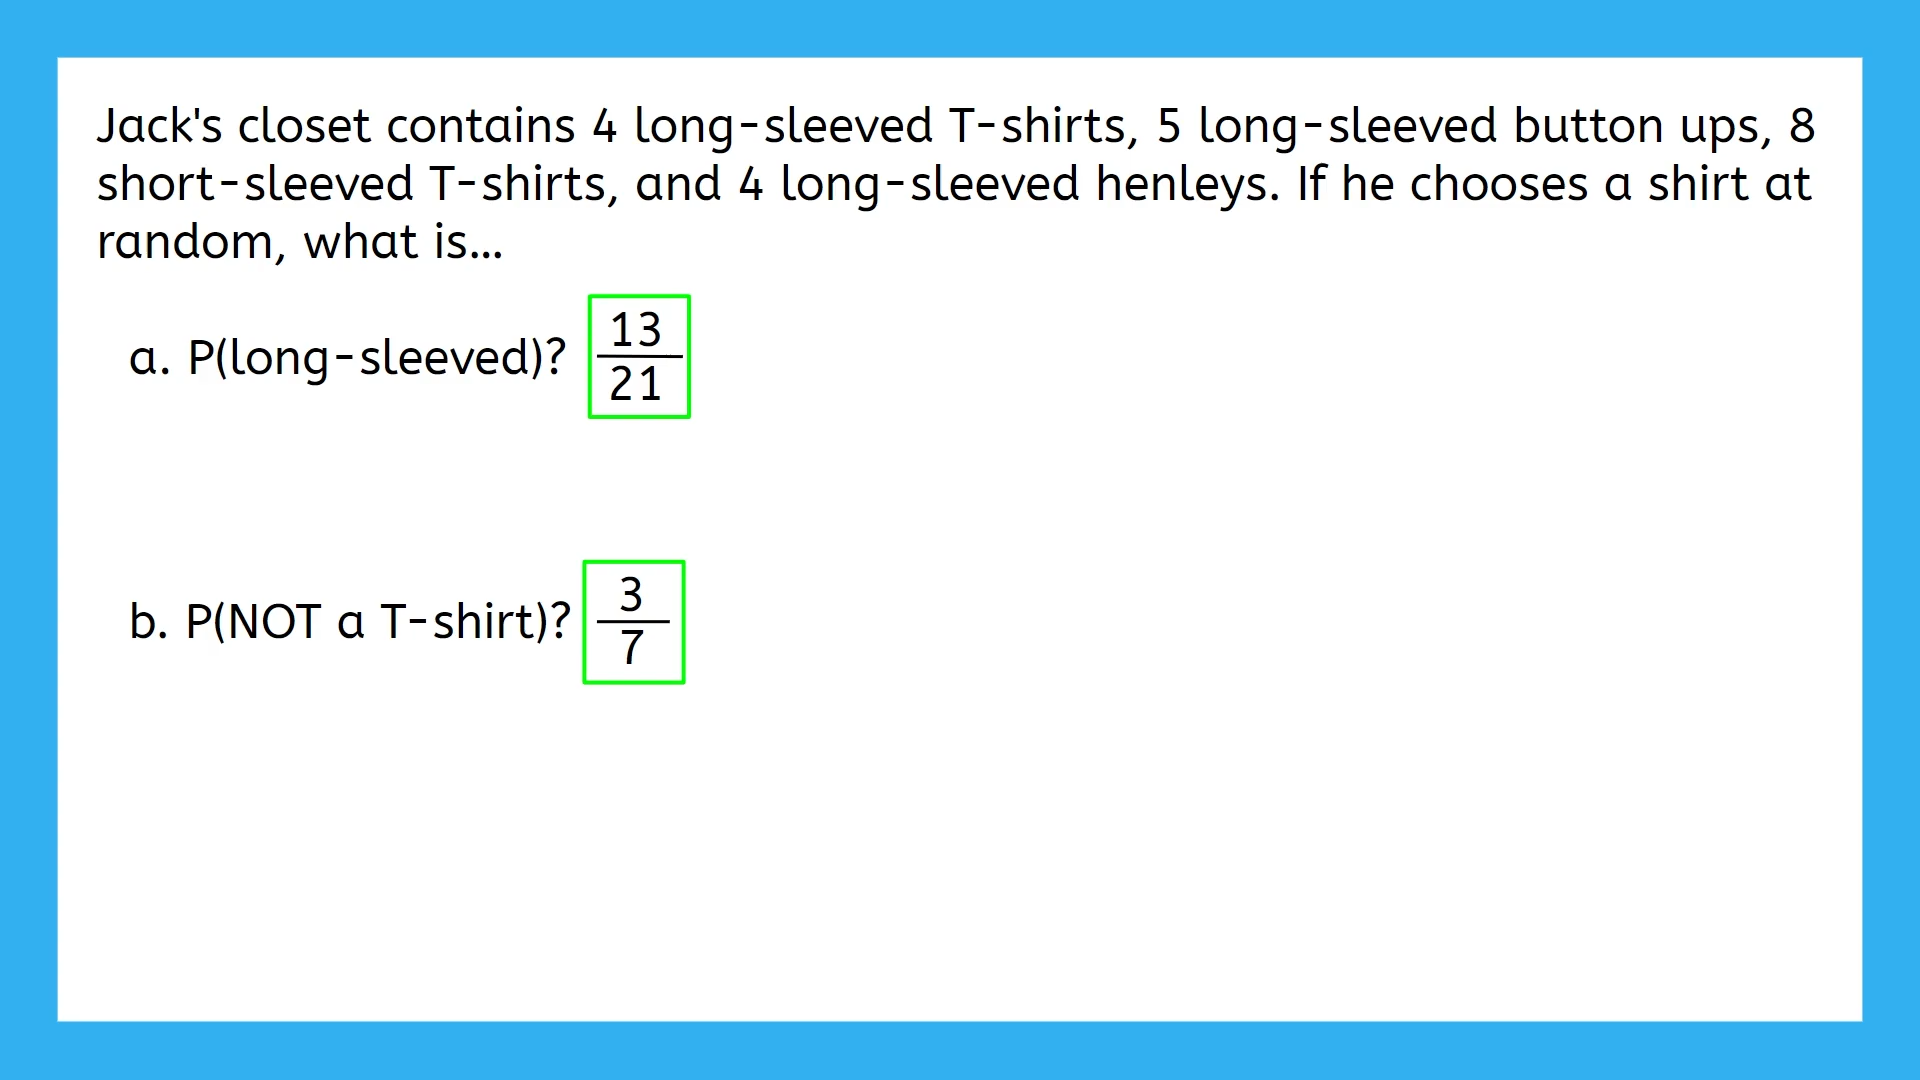 Jack's closet contains 4 long-sleeved T-shirts, 5 long-sleeved button ups, 8
short-sleeved T-shirts, and 4 long-sleeved henleys. If he chooses a shirt at
random, what is...
a. P(long-sleeved)? 13/21
b. P(NOT a T-shirt)? 3/7